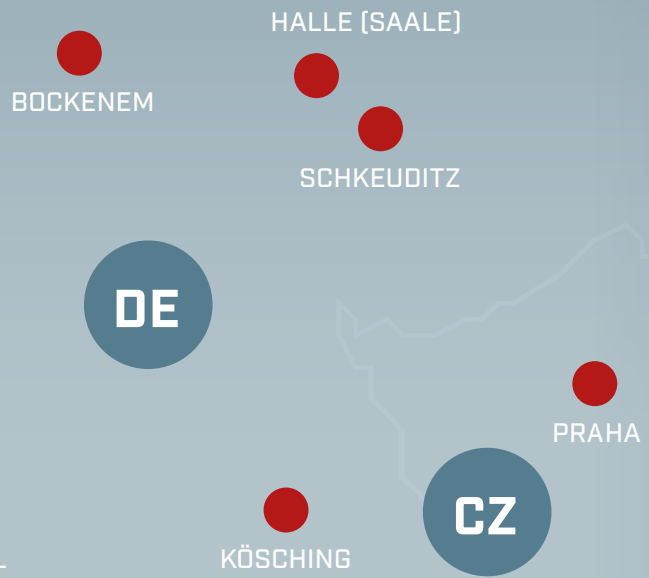 HALLE (SAALE)
BOCKENEM
SCHKEUDITZ
DE
PRAHA
CZ
KÖSCHING